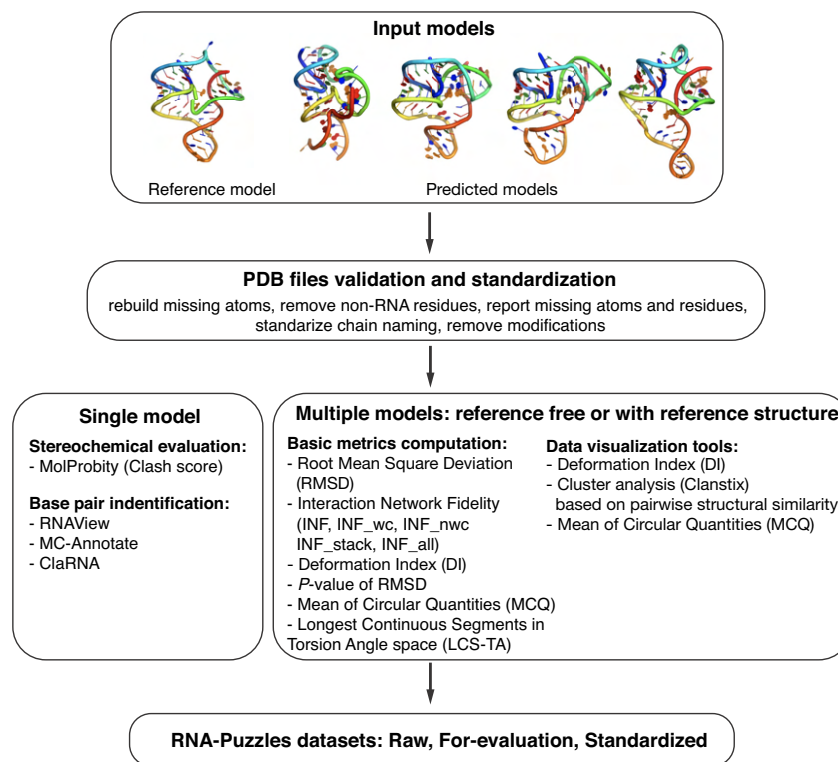 Input models
Reference model
Predicted models
PDB files validation and standardization
rebuild missing atoms, remove non-RNA residues, report missing atoms and residues,
standarize chain naming, remove modifications
Single model
Stereochemical evaluation:
- MolProbity (Clash score)
Base pair indentification:
- RNAView
- MC-Annotate
- ClaRNA
Multiple models: reference free or with reference structure
Basic metrics computation:
- Root Mean Square Deviation
(RMSD)
- Interaction Network Fidelity
(INF, INF_wc, INF_nwc
INF_stack, INF_all)
- Deformation Index (DI)
- P-value of RMSD
- Mean of Circular Quantities (MCQ)
- Longest Continuous Segments in
Torsion Angle space (LCS-TA)
Data visualization tools:
- Deformation Index (DI)
- Cluster analysis (Clanstix)
based on pairwise structural similarity
- Mean of Circular Quantities (MCQ)
RNA-Puzzles datasets: Raw, For-evaluation, Standardized